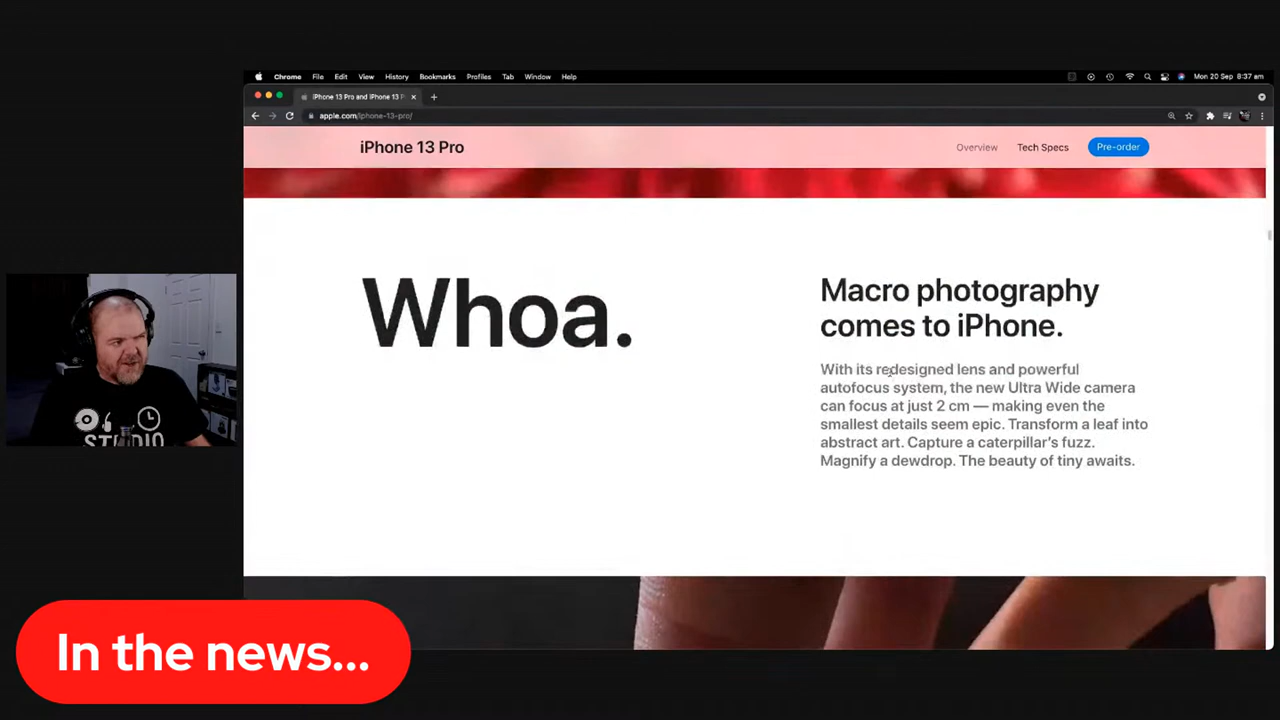 Chrome File Edit View History Bookmarks Profiles Tab Window Help Mon 20 Sep 8:37 am
iPhone 13 Pro and iPhone 13 P
apple.com/iphone-13-pro/
iPhone 13 Pro Overview Tech Specs Pre-order
Whoa.
Macro photography
comes to iPhone.
With its redesigned lens and powerful
autofocus system, the new Ultra Wide camera
can focus at just 2 cm — making even the
smallest details seem epic. Transform a leaf into
abstract art. Capture a caterpillar's fuzz.
Magnify a dewdrop. The beauty of tiny awaits.
STUDIO
In the news...